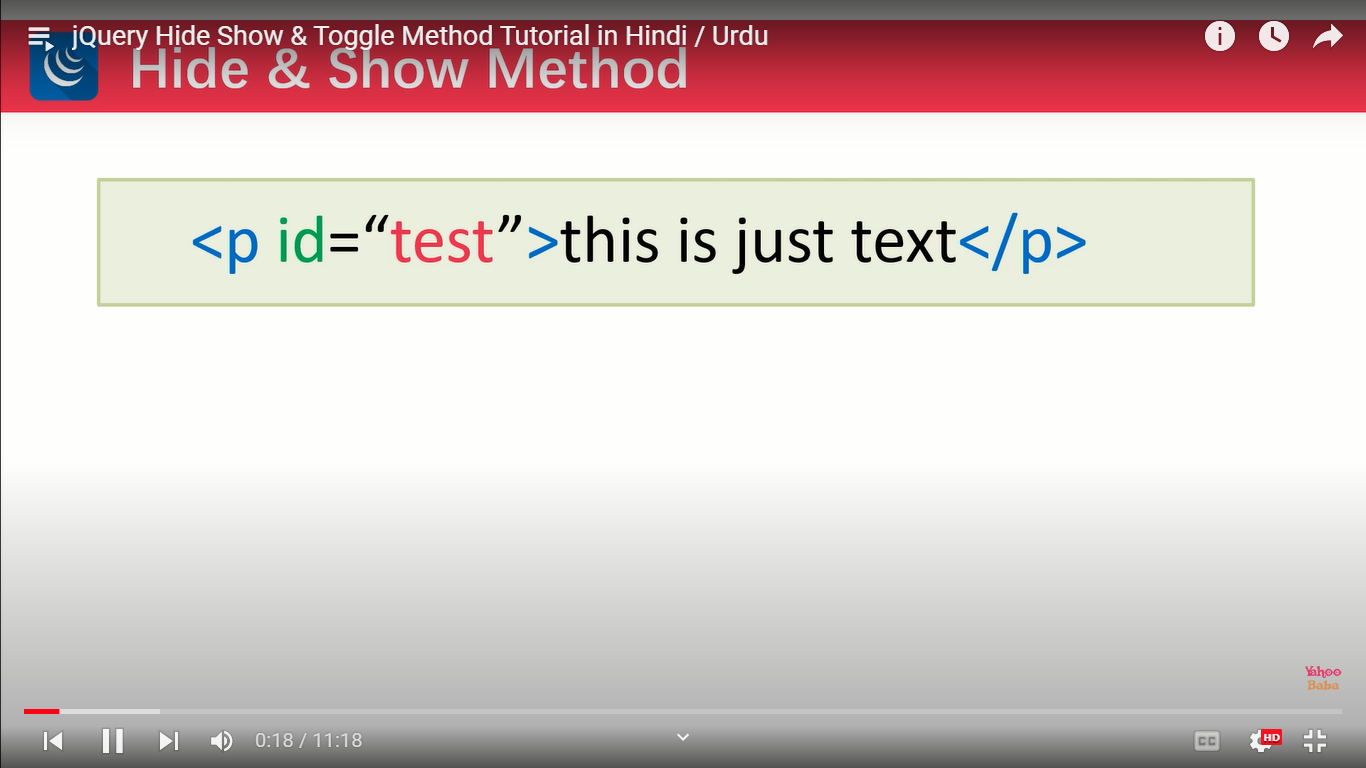 jQuery Hide Show & Toggle Method Tutorial in Hindi / Urdu
Hide & Show Method
<p id=“test”>this is just text</p>
Yahoo
Baba
0:18 / 11:18
CC
HD